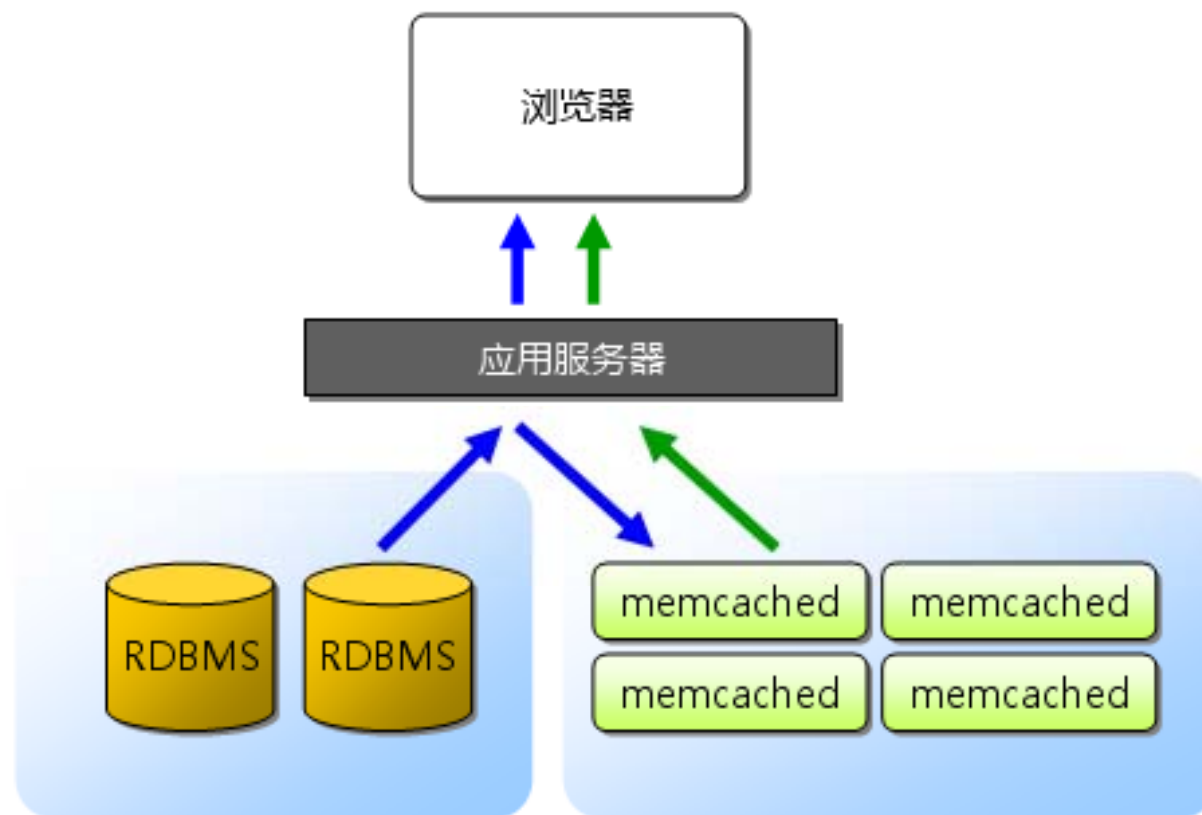 浏览器
应用服务器
memcached memcached
RDBMS RDBMS
memcached memcached